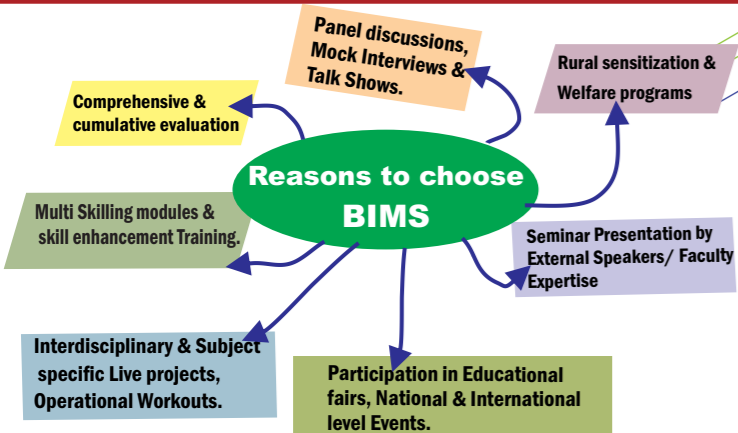 Panel discussions,
Mock Interviews &
Talk Shows.
Rural sensitization &
Welfare programs
Comprehensive &
cumulative evaluation
Reasons to choose
BIMS
Multi Skilling modules &
skill enhancement Training.
Seminar Presentation by
External Speakers/ Faculty
Expertise
Interdisciplinary & Subject
specific Live projects,
Operational Workouts.
Participation in Educational
fairs, National & International
level Events.